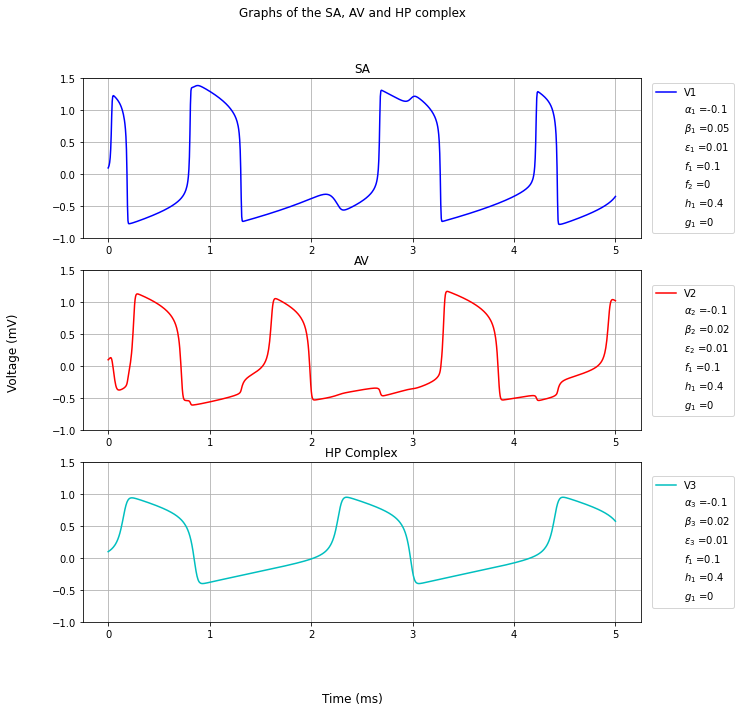 Graphs of the SA, AV and HP complex
SA
1.5
1.0
0.5
0.0
−0.5
−1.0
0 1 2 3 4 5
V1
α₁ =-0.1
β₁ =0.05
ε₁ =0.01
f₁ =0.1
f₂ =0
h₁ =0.4
g₁ =0
AV
1.5
1.0
0.5
0.0
−0.5
−1.0
0 1 2 3 4 5
V2
α₂ =-0.1
β₂ =0.02
ε₂ =0.01
f₁ =0.1
h₁ =0.4
g₁ =0
Voltage (mV)
HP Complex
1.5
1.0
0.5
0.0
−0.5
−1.0
0 1 2 3 4 5
V3
α₃ =-0.1
β₃ =0.02
ε₃ =0.01
f₁ =0.1
h₁ =0.4
g₁ =0
Time (ms)